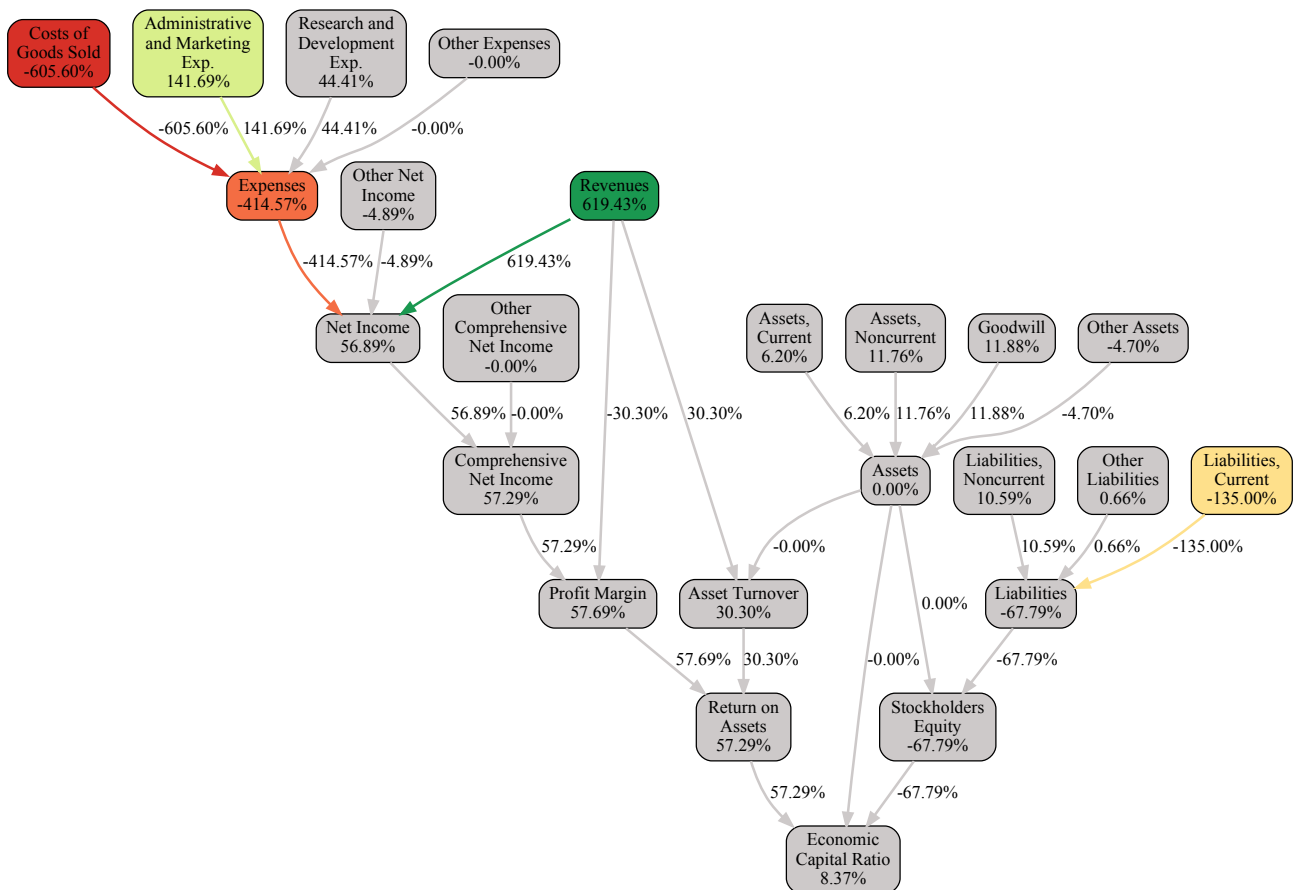 Costs of
Goods Sold
-605.60%
Administrative
and Marketing
Exp.
141.69%
Research and
Development
Exp.
44.41%
Other Expenses
-0.00%
-605.60%
141.69%
44.41%
-0.00%
Expenses
-414.57%
Other Net
Income
-4.89%
Revenues
619.43%
-414.57%
-4.89%
619.43%
Net Income
56.89%
Other
Comprehensive
Net Income
-0.00%
Assets,
Current
6.20%
Assets,
Noncurrent
11.76%
Goodwill
11.88%
Other Assets
-4.70%
56.89%
-0.00%
-30.30%
30.30%
6.20%
11.76%
11.88%
-4.70%
Comprehensive
Net Income
57.29%
Assets
0.00%
Liabilities,
Noncurrent
10.59%
Other
Liabilities
0.66%
Liabilities,
Current
-135.00%
57.29%
-0.00%
10.59%
0.66%
-135.00%
Profit Margin
57.69%
Asset Turnover
30.30%
0.00%
Liabilities
-67.79%
57.69%
30.30%
-0.00%
-67.79%
Return on
Assets
57.29%
Stockholders
Equity
-67.79%
57.29%
-67.79%
Economic
Capital Ratio
8.37%